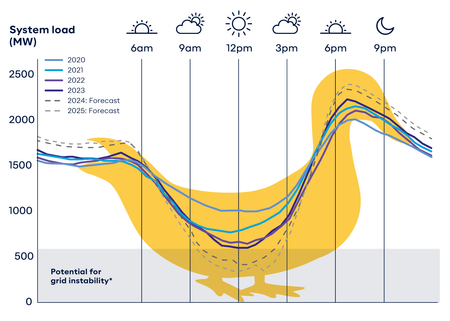 System load
(MW)
6am
9am
12pm
3pm
6pm
9pm
2500
2000
1500
1000
500
0
2020
2021
2022
2023
2024: Forecast
2025: Forecast
Potential for
grid instability*